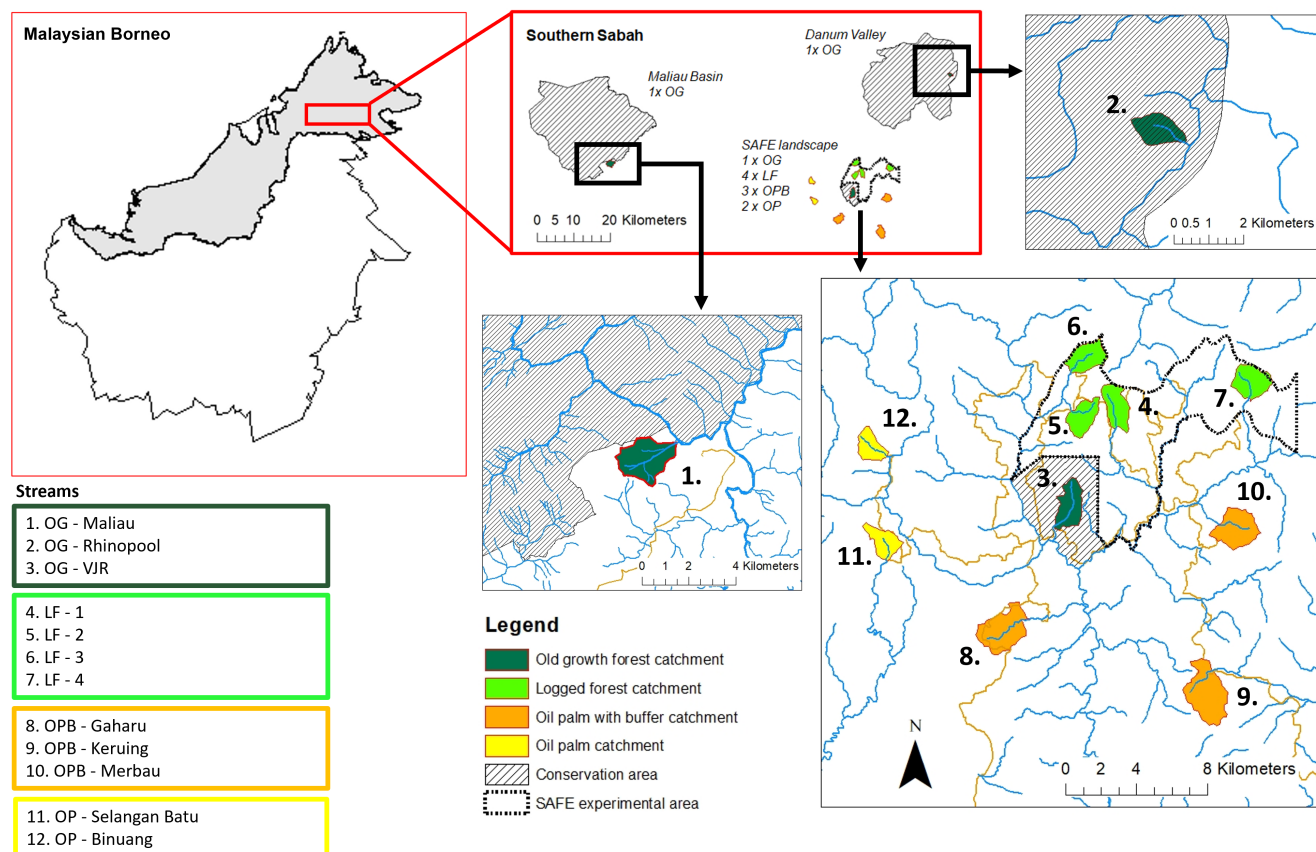 Malaysian Borneo
Southern Sabah
Maliau Basin
1x OG
Danum Valley
1x OG
SAFE landscape
1 x OG
4 x LF
3 x OPB
2 x OP
0 5 10 20 Kilometers
2.
0 0.5 1 2 Kilometers
1.
0 1 2 4 Kilometers
6.
7.
4.
5.
12.
3.
10.
11.
8.
9.
0 2 4 8 Kilometers
Streams
1. OG - Maliau
2. OG - Rhinopool
3. OG - VJR
4. LF - 1
5. LF - 2
6. LF - 3
7. LF - 4
8. OPB - Gaharu
9. OPB - Keruing
10. OPB - Merbau
11. OP - Selangan Batu
12. OP - Binuang
Legend
Old growth forest catchment
Logged forest catchment
Oil palm with buffer catchment
Oil palm catchment
Conservation area
SAFE experimental area
N